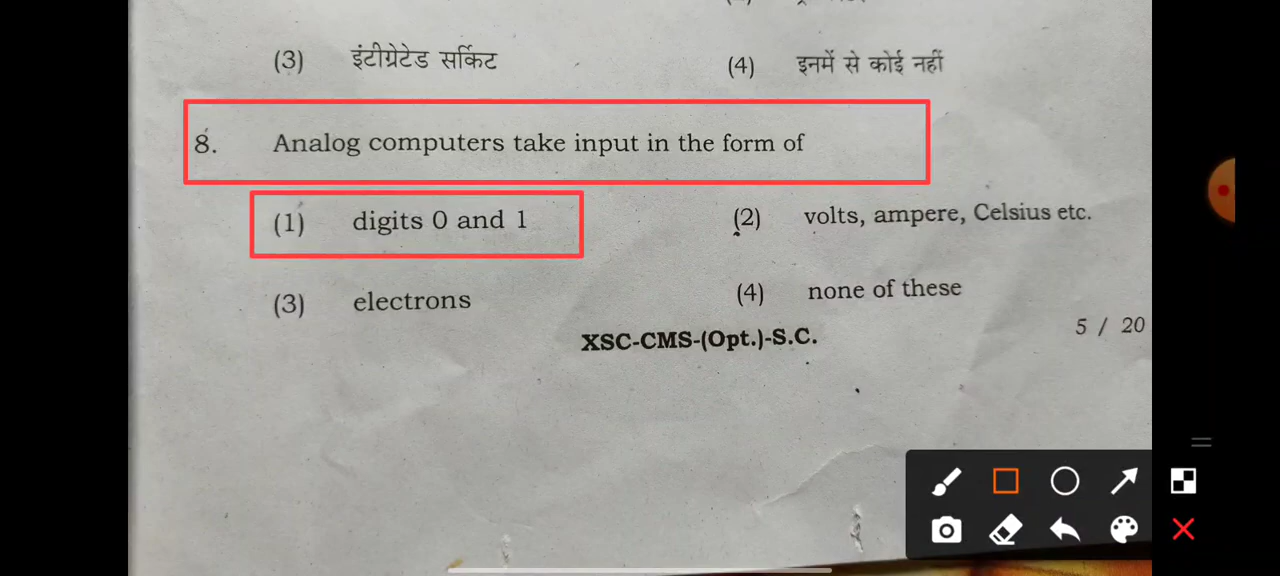 (3) इंटीग्रेटेड सर्किट (4) इनमें से कोई नहीं
8. Analog computers take input in the form of
(1) digits 0 and 1 (2) volts, ampere, Celsius etc.
(3) electrons (4) none of these
XSC-CMS-(Opt.)-S.C.
5 / 20